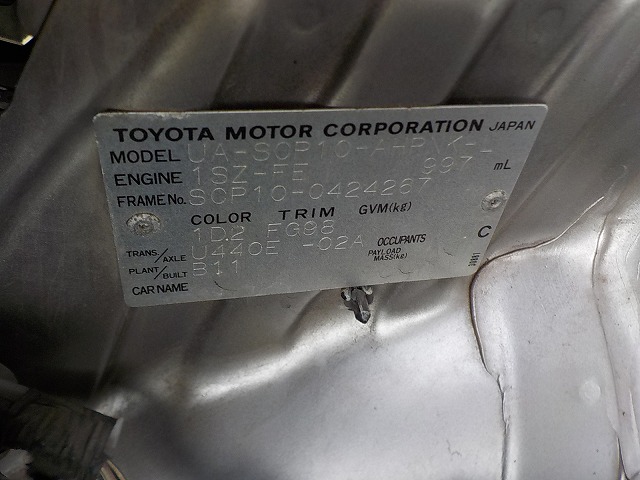 TOYOTA MOTOR CORPORATION JAPAN
MODEL UA-SCP10-A
ENGINE 1SZ-FE 997 mL
FRAME No. SCP10-0424267
COLOR TRIM GVM(kg)
1D2 FG98
TRANS./AXLE U440E -02A OCCUPANTS C
PLANT/BUILT B11 PAYLOAD MASS(kg)
CAR NAME